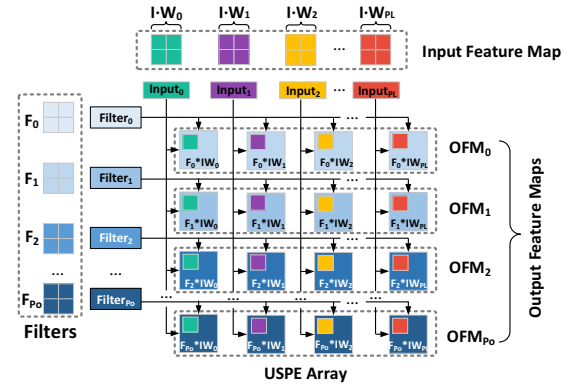 I·W0 I·W1 I·W2 I·WPL
... Input Feature Map
Input0 Input1 Input2 ... InputPL
F0 Filter0 ...
F0*IW0 F0*IW1 F0*IW2 F0*IWPL OFM0
F1 Filter1 ...
F1*IW0 F1*IW1 F1*IW2 F1*IWPL OFM1
F2 Filter2 ...
F2*IW0 F2*IW1 F2*IW2 F2*IWPL OFM2
... ... ... ... ... ...
FPo FilterPo
FPo*IW0 FPo*IW1 FPo*IW2 FPo*IWPL OFMPo
Filters
USPE Array
Output Feature Maps